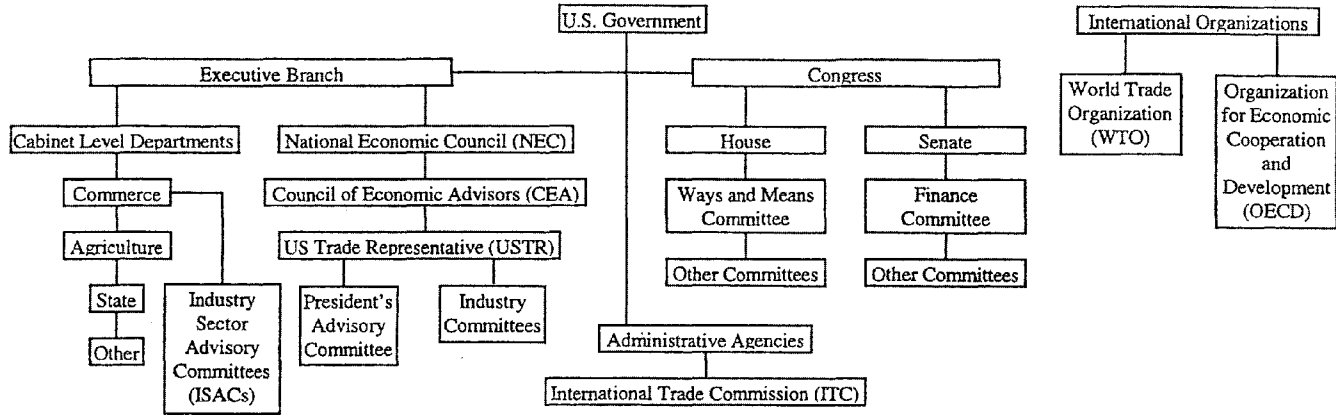 U.S. Government
International Organizations
Executive Branch
Congress
World Trade
Organization
(WTO)
Organization
for Economic
Cooperation
and
Development
(OECD)
Cabinet Level Departments
National Economic Council (NEC)
House
Senate
Commerce
Council of Economic Advisors (CEA)
Ways and Means
Committee
Finance
Committee
Agriculture
US Trade Representative (USTR)
Other Committees
Other Committees
State
Other
Industry
Sector
Advisory
Committees
(ISACs)
President's
Advisory
Committee
Industry
Committees
Administrative Agencies
International Trade Commission (ITC)